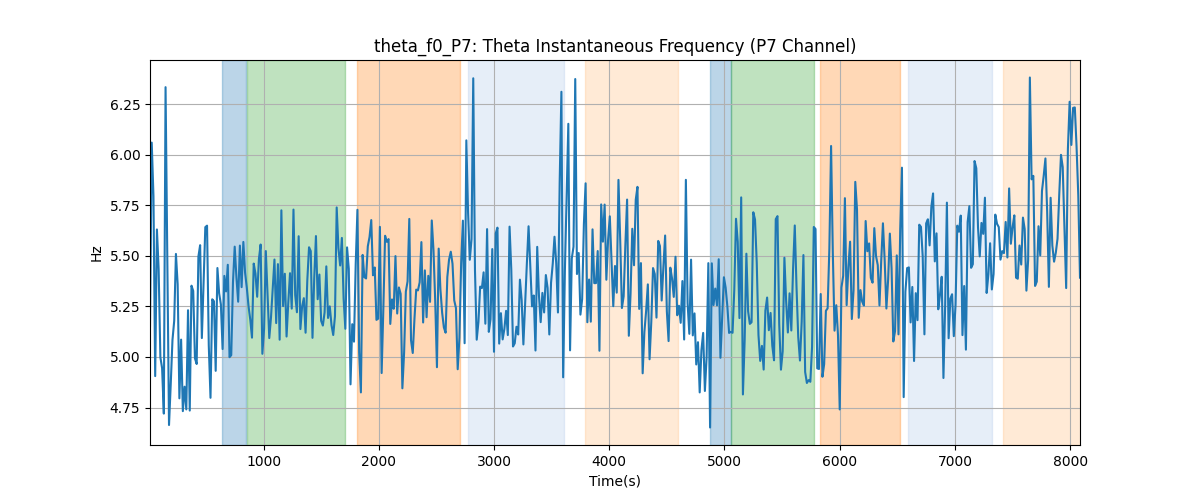 theta_f0_P7: Theta Instantaneous Frequency (P7 Channel)
6.25
6.00
5.75
5.50
5.25
5.00
4.75
Hz
1000 2000 3000 4000 5000 6000 7000 8000
Time(s)